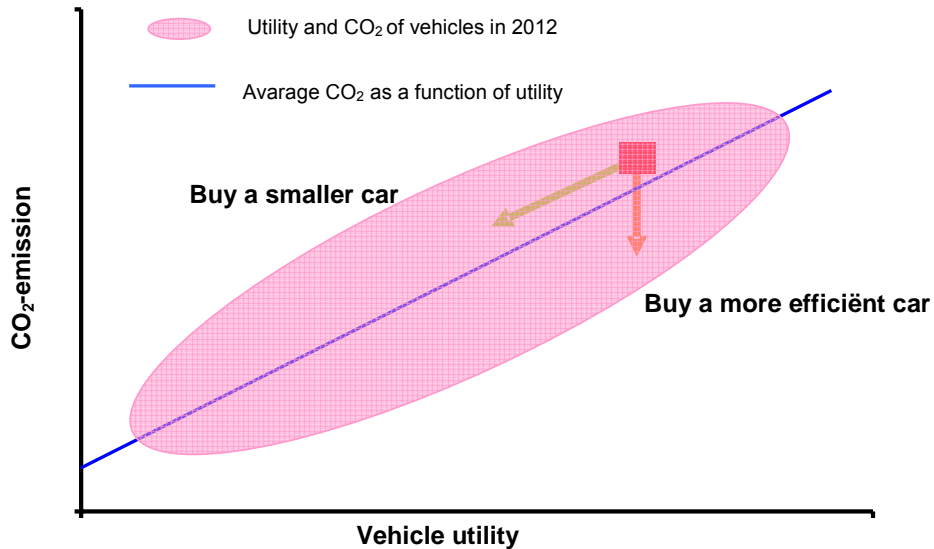 Utility and CO₂ of vehicles in 2012
Avarage CO₂ as a function of utility
Buy a smaller car
Buy a more efficiënt car
CO₂-emission
Vehicle utility